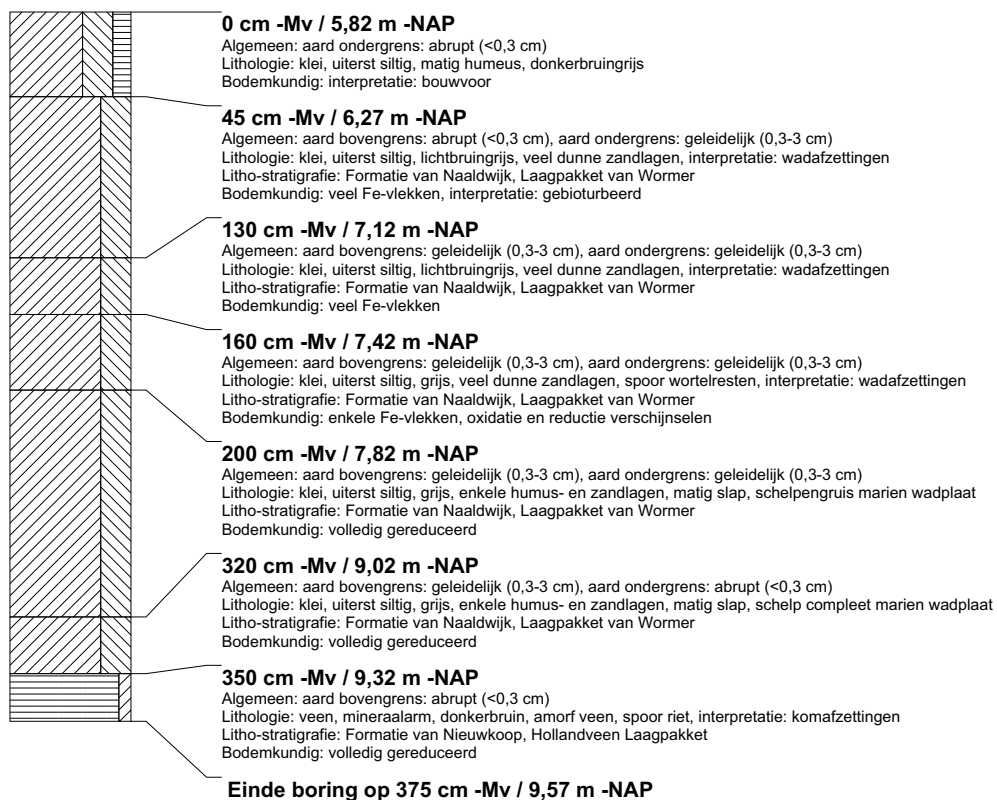 0 cm -Mv / 5,82 m -NAP
Algemeen: aard ondergrens: abrupt (<0,3 cm)
Lithologie: klei, uiterst siltig, matig humeus, donkerbruingrijs
Bodemkundig: interpretatie: bouwvoor
45 cm -Mv / 6,27 m -NAP
Algemeen: aard bovengrens: abrupt (<0,3 cm), aard ondergrens: geleidelijk (0,3-3 cm)
Lithologie: klei, uiterst siltig, lichtbruingrijs, veel dunne zandlagen, interpretatie: wadafzettingen
Litho-stratigrafie: Formatie van Naaldwijk, Laagpakket van Wormer
Bodemkundig: veel Fe-vlekken, interpretatie: gebioturbeerd
130 cm -Mv / 7,12 m -NAP
Algemeen: aard bovengrens: geleidelijk (0,3-3 cm), aard ondergrens: geleidelijk (0,3-3 cm)
Lithologie: klei, uiterst siltig, lichtbruingrijs, veel dunne zandlagen, interpretatie: wadafzettingen
Litho-stratigrafie: Formatie van Naaldwijk, Laagpakket van Wormer
Bodemkundig: veel Fe-vlekken
160 cm -Mv / 7,42 m -NAP
Algemeen: aard bovengrens: geleidelijk (0,3-3 cm), aard ondergrens: geleidelijk (0,3-3 cm)
Lithologie: klei, uiterst siltig, grijs, veel dunne zandlagen, spoor wortelresten, interpretatie: wadafzettingen
Litho-stratigrafie: Formatie van Naaldwijk, Laagpakket van Wormer
Bodemkundig: enkele Fe-vlekken, oxidatie en reductie verschijnselen
200 cm -Mv / 7,82 m -NAP
Algemeen: aard bovengrens: geleidelijk (0,3-3 cm), aard ondergrens: geleidelijk (0,3-3 cm)
Lithologie: klei, uiterst siltig, grijs, enkele humus- en zandlagen, matig slap, schelpengruis marien wadplaat
Litho-stratigrafie: Formatie van Naaldwijk, Laagpakket van Wormer
Bodemkundig: volledig gereduceerd
320 cm -Mv / 9,02 m -NAP
Algemeen: aard bovengrens: geleidelijk (0,3-3 cm), aard ondergrens: abrupt (<0,3 cm)
Lithologie: klei, uiterst siltig, grijs, enkele humus- en zandlagen, matig slap, schelp compleet marien wadplaat
Litho-stratigrafie: Formatie van Naaldwijk, Laagpakket van Wormer
Bodemkundig: volledig gereduceerd
350 cm -Mv / 9,32 m -NAP
Algemeen: aard bovengrens: abrupt (<0,3 cm)
Lithologie: veen, mineraalarm, donkerbruin, amorf veen, spoor riet, interpretatie: komafzettingen
Litho-stratigrafie: Formatie van Nieuwkoop, Hollandveen Laagpakket
Bodemkundig: volledig gereduceerd
Einde boring op 375 cm -Mv / 9,57 m -NAP